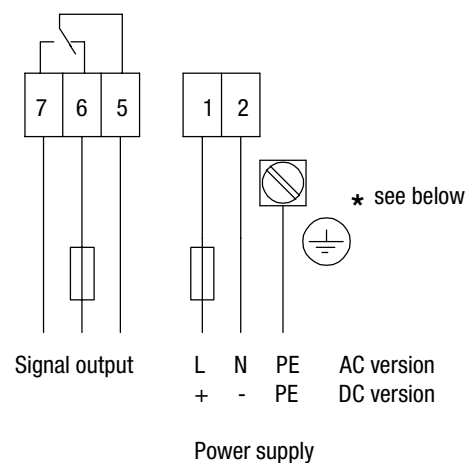 7 6 5 1 2
* see below
Signal output L N PE AC version
+ - PE DC version
Power supply